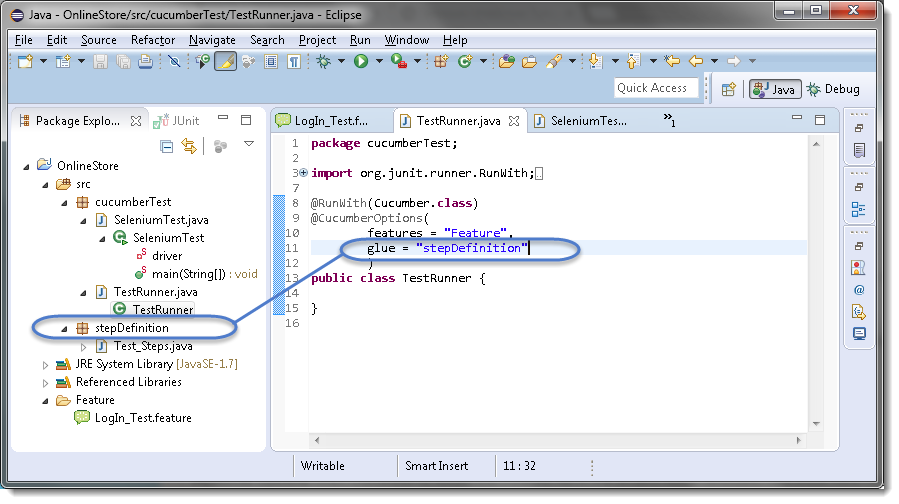 Java - OnlineStore/src/cucumberTest/TestRunner.java - Eclipse
File Edit Source Refactor Navigate Search Project Run Window Help
Quick Access
Java
Debug
Package Explo...
JUnit
OnlineStore
src
cucumberTest
SeleniumTest.java
SeleniumTest
driver
main(String[]) : void
TestRunner.java
TestRunner
stepDefinition
Test_Steps.java
JRE System Library [JavaSE-1.7]
Referenced Libraries
Feature
LogIn_Test.feature
LogIn_Test.f...
TestRunner.java
SeleniumTes...
»1
1 package cucumberTest;
2
3 import org.junit.runner.RunWith;
7
8 @RunWith(Cucumber.class)
9 @CucumberOptions(
10 features = "Feature",
11 glue = "stepDefinition"
12 )
13 public class TestRunner {
14
15 }
16
Writable Smart Insert 11 : 32